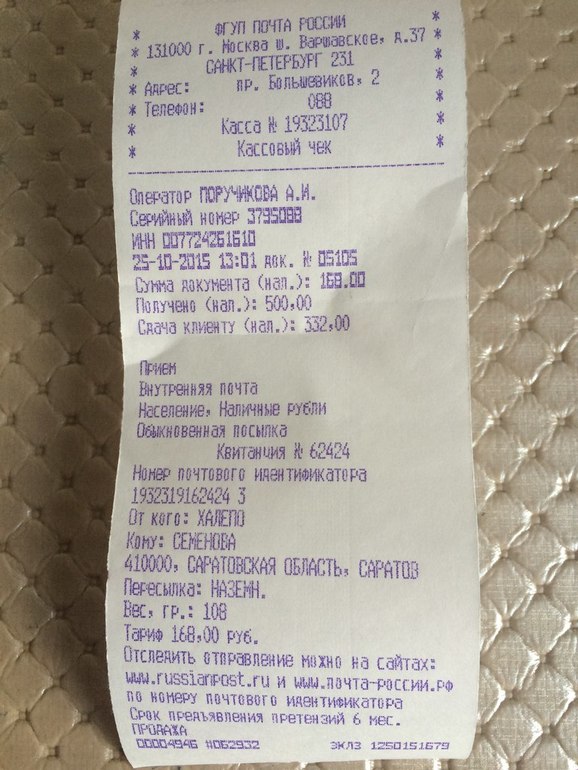 * ФГУП ПОЧТА РОССИИ *
* 131000 г. Москва ш. Варшавское, д.37 *
* САНКТ-ПЕТЕРБУРГ 231 *
* Адрес: пр. Большевиков, 2 *
* Телефон: 088 *
* Касса № 19323107 *
* Кассовый чек *
Оператор ПОРУЧИКОВА А.И.
Серийный номер 3795088
ИНН 007724261610
25-10-2015 13:01 док. № 05105
Сумма документа (нал.): 168.00
Получено (нал.): 500,00
Сдача клиенту (нал.): 332,00
Прием
Внутренняя почта
Население, Наличные рубли
Обыкновенная посылка
Квитанция № 62424
Номер почтового идентификатора
1932319162424 3
От кого: ХАЛЕПО
Кому: СЕМЕНОВА
410000, САРАТОВСКАЯ ОБЛАСТЬ, САРАТОВ
Пересылка: НАЗЕМН.
Вес, гр.: 108
Тариф 168,00 руб.
Отследить отправление можно на сайтах:
www.russianpost.ru и www.почта-россии.рф
по номеру почтового идентификатора
Срок предъявления претензий 6 мес.
ПРОДАЖА
00004946 #062932 ЭКЛЗ 1250151679